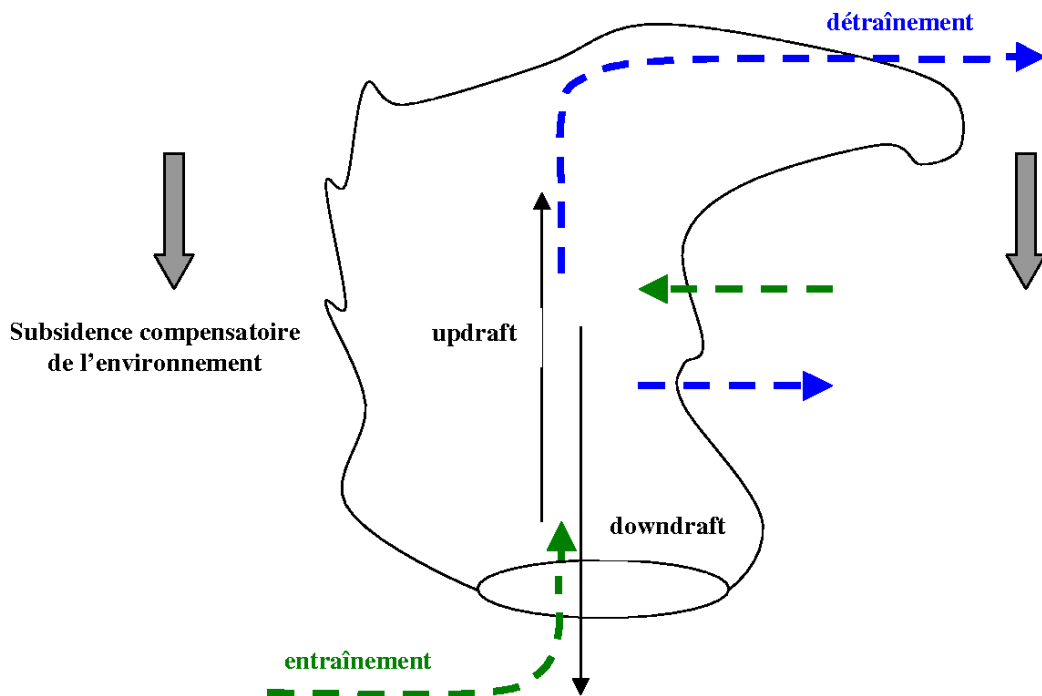 détraînement
Subsidence compensatoire
de l’environnement
updraft
downdraft
entraînement